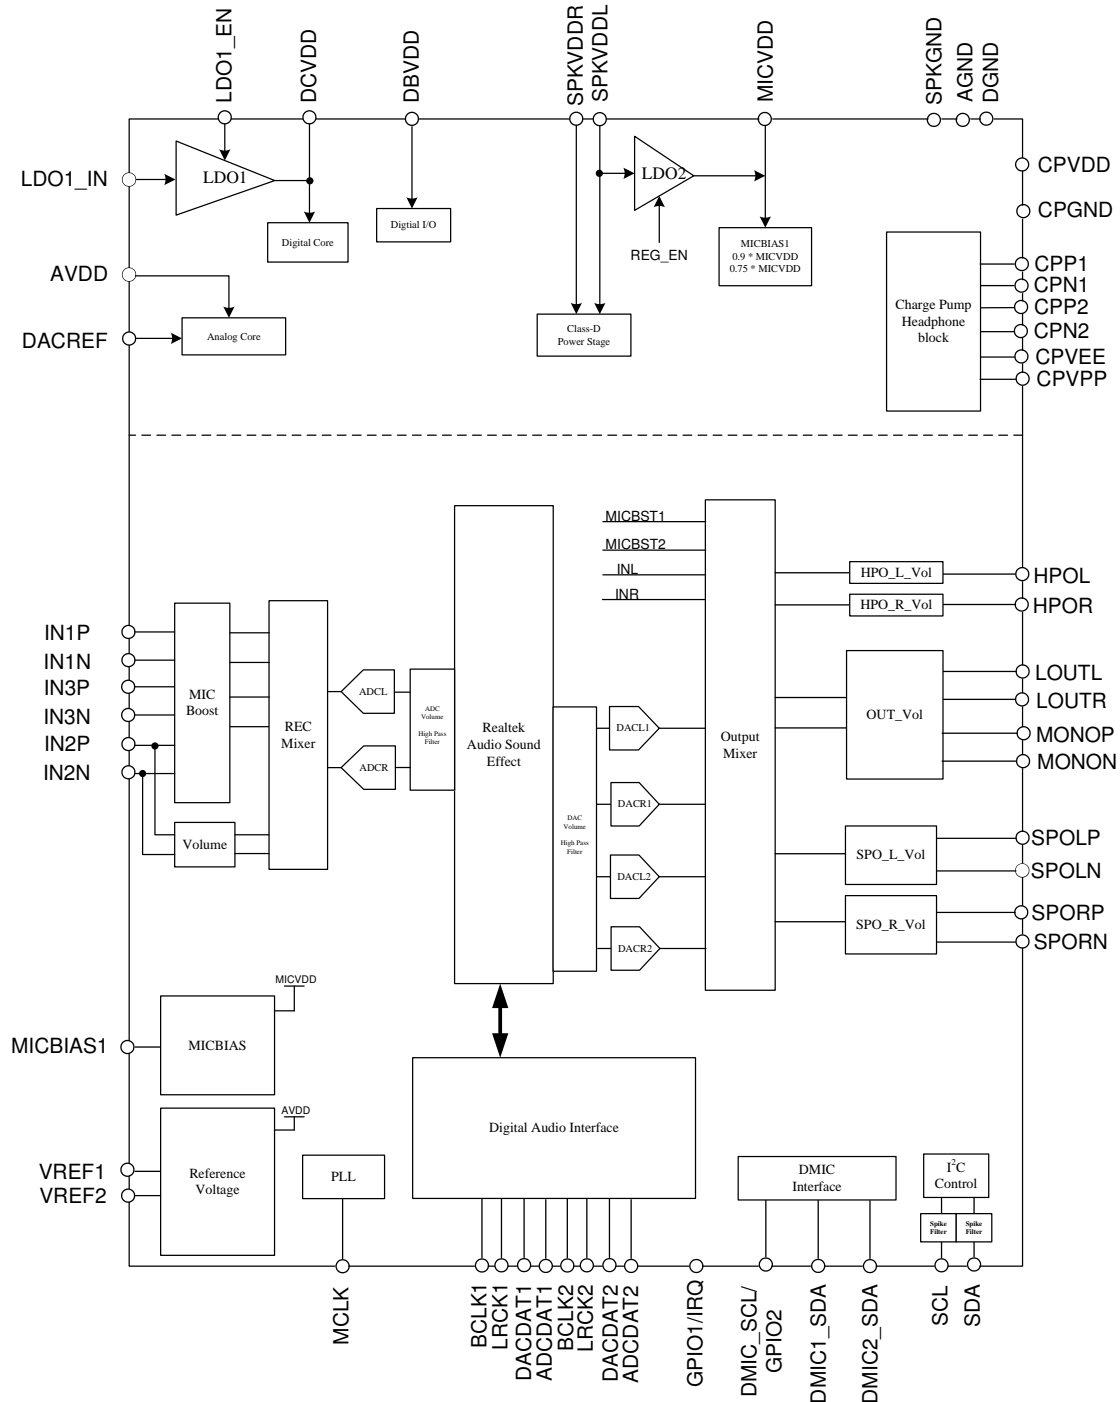 LDO1_EN
DCVDD
DBVDD
SPKVDDR
SPKVDDL
MICVDD
SPKGND
AGND
DGND
LDO1_IN
LDO1
LDO2
CPVDD
CPGND
Digital Core
Digtial I/O
REG_EN
MICBIAS1
0.9 * MICVDD
0.75 * MICVDD
AVDD
DACREF
Analog Core
Class-D
Power Stage
Charge Pump
Headphone
block
CPP1
CPN1
CPP2
CPN2
CPVEE
CPVPP
MICBST1
MICBST2
INL
INR
HPO_L_Vol
HPO_R_Vol
HPOL
HPOR
IN1P
IN1N
IN3P
IN3N
IN2P
IN2N
MIC
Boost
Volume
REC
Mixer
ADCL
ADCR
ADC
Volume
High Pass
Filter
Realtek
Audio Sound
Effect
DAC
Volume
High Pass
Filter
DACL1
DACR1
DACL2
DACR2
Output
Mixer
OUT_Vol
LOUTL
LOUTR
MONOP
MONON
SPO_L_Vol
SPO_R_Vol
SPOLP
SPOLN
SPORP
SPORN
MICVDD
MICBIAS1
MICBIAS
AVDD
VREF1
VREF2
Reference
Voltage
PLL
Digital Audio Interface
DMIC
Interface
I2C
Control
Spike
Filter
Spike
Filter
MCLK
BCLK1
LRCK1
DACDAT1
ADCDAT1
BCLK2
LRCK2
DACDAT2
ADCDAT2
GPIO1/IRQ
DMIC_SCL/
GPIO2
DMIC1_SDA
DMIC2_SDA
SCL
SDA